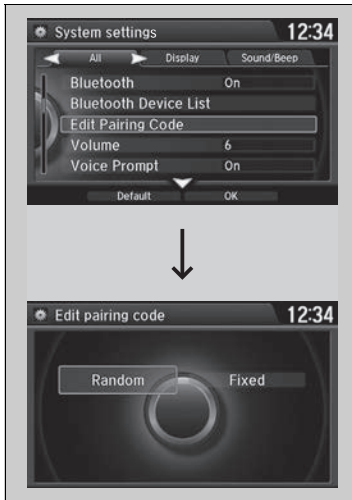 System settings 12:34
All Display Sound/Beep
Bluetooth On
Bluetooth Device List
Edit Pairing Code
Volume 6
Voice Prompt On
Default OK
Edit pairing code 12:34
Random Fixed